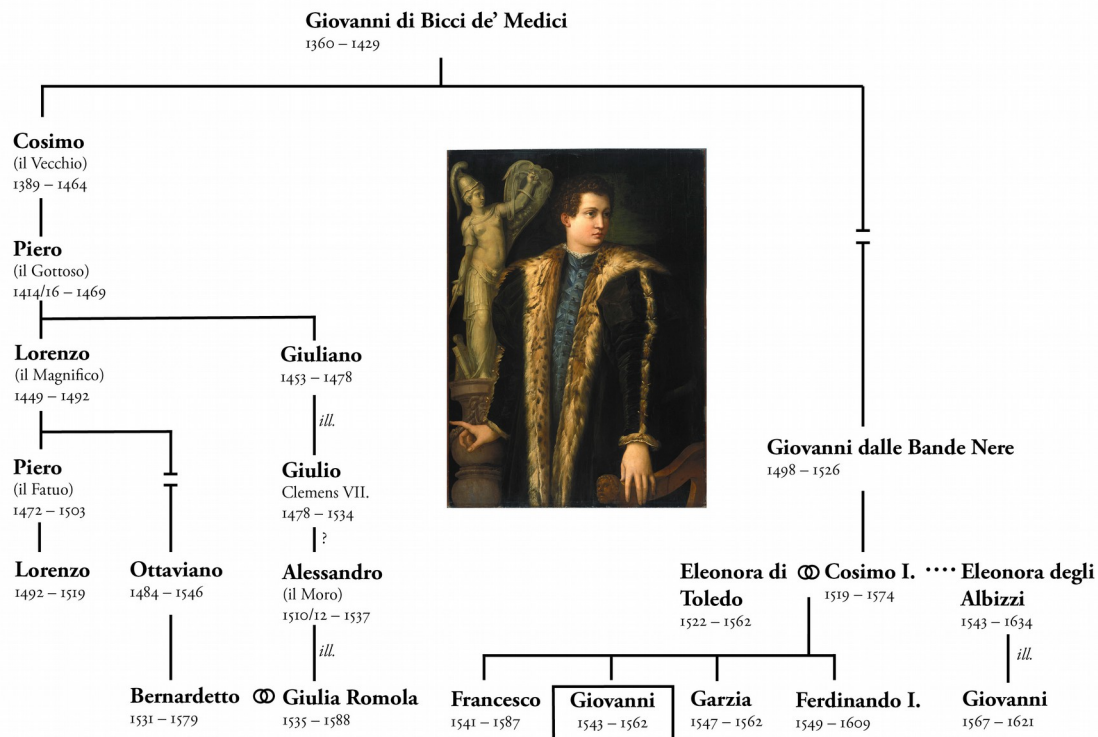 Giovanni di Bicci de’ Medici
1360 – 1429
Cosimo
(il Vecchio)
1389 – 1464
Piero
(il Gottoso)
1414/16 – 1469
Lorenzo
(il Magnifico)
1449 – 1492
Giuliano
1453 – 1478
ill.
Piero
(il Fatuo)
1472 – 1503
Giulio
Clemens VII.
1478 – 1534
?
Giovanni dalle Bande Nere
1498 – 1526
Lorenzo
1492 – 1519
Ottaviano
1484 – 1546
Alessandro
(il Moro)
1510/12 – 1537
ill.
Eleonora di
Toledo
1522 – 1562
Cosimo I.
1519 – 1574
Eleonora degli
Albizzi
1543 – 1634
ill.
Bernardetto
1531 – 1579
Giulia Romola
1535 – 1588
Francesco
1541 – 1587
Giovanni
1543 – 1562
Garzia
1547 – 1562
Ferdinando I.
1549 – 1609
Giovanni
1567 – 1621